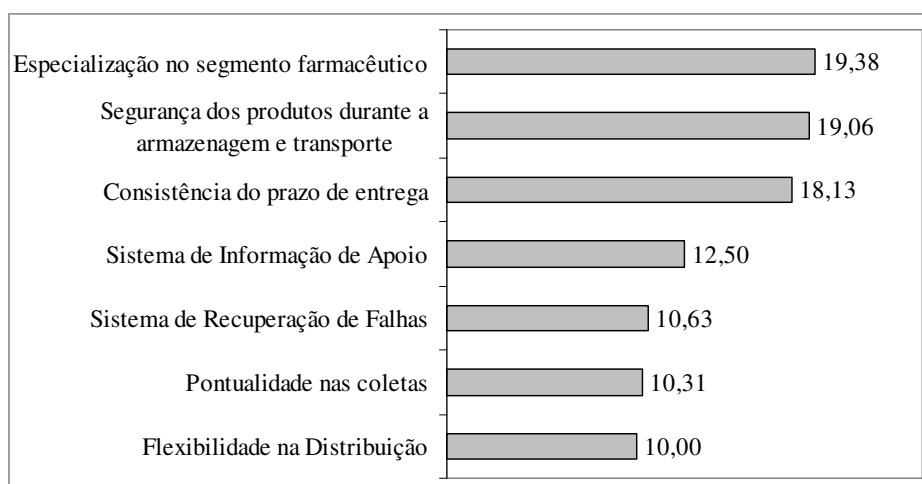 Especialização no segmento farmacêutico 19,38
Segurança dos produtos durante a
armazenagem e transporte 19,06
Consistência do prazo de entrega 18,13
Sistema de Informação de Apoio 12,50
Sistema de Recuperação de Falhas 10,63
Pontualidade nas coletas 10,31
Flexibilidade na Distribuição 10,00